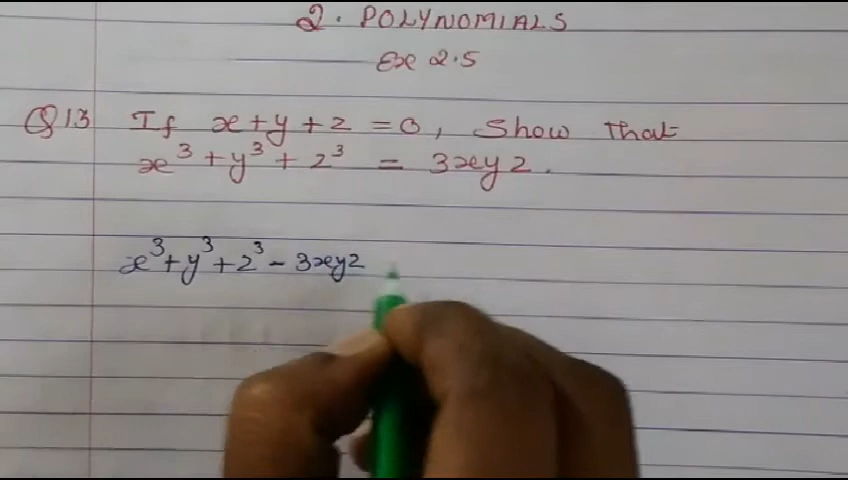 2. POLYNOMIALS
Ex 2.5
Q13 If x+y+z=0, Show that
x³+y³+z³ = 3xyz.
x³+y³+z³-3xyz